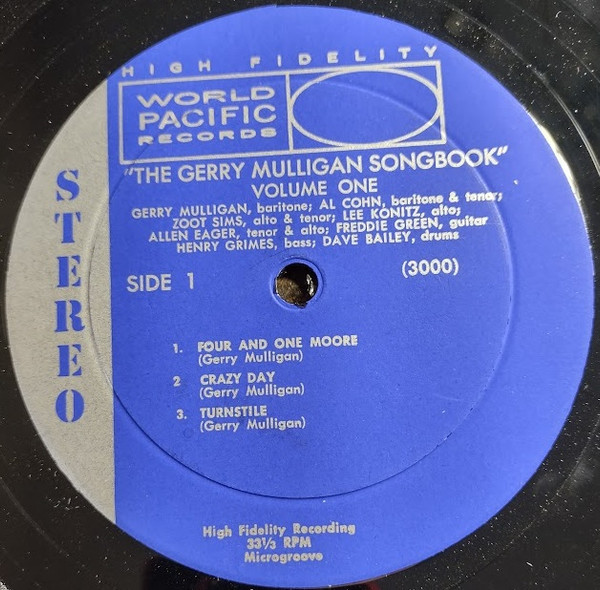 HIGH FIDELITY
WORLD
PACIFIC
RECORDS
"THE GERRY MULLIGAN SONGBOOK"
VOLUME ONE
GERRY MULLIGAN, baritone; AL COHN, baritone & tenor;
ZOOT SIMS, alto & tenor; LEE KONITZ, alto;
ALLEN EAGER, tenor & alto; FREDDIE GREEN, guitar
HENRY GRIMES, bass; DAVE BAILEY, drums
STEREO
SIDE 1 (3000)
1. FOUR AND ONE MOORE
(Gerry Mulligan)
2 CRAZY DAY
(Gerry Mulligan)
3. TURNSTILE
(Gerry Mulligan)
High Fidelity Recording
33⅓ RPM
Microgroove